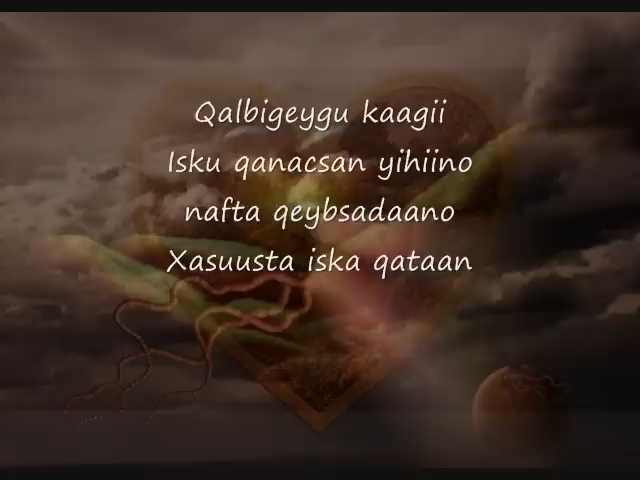 Qalbigeygu kaagii
Isku qanacsan yihiino
nafta qeybsadaano
Xasuusta iska qataan